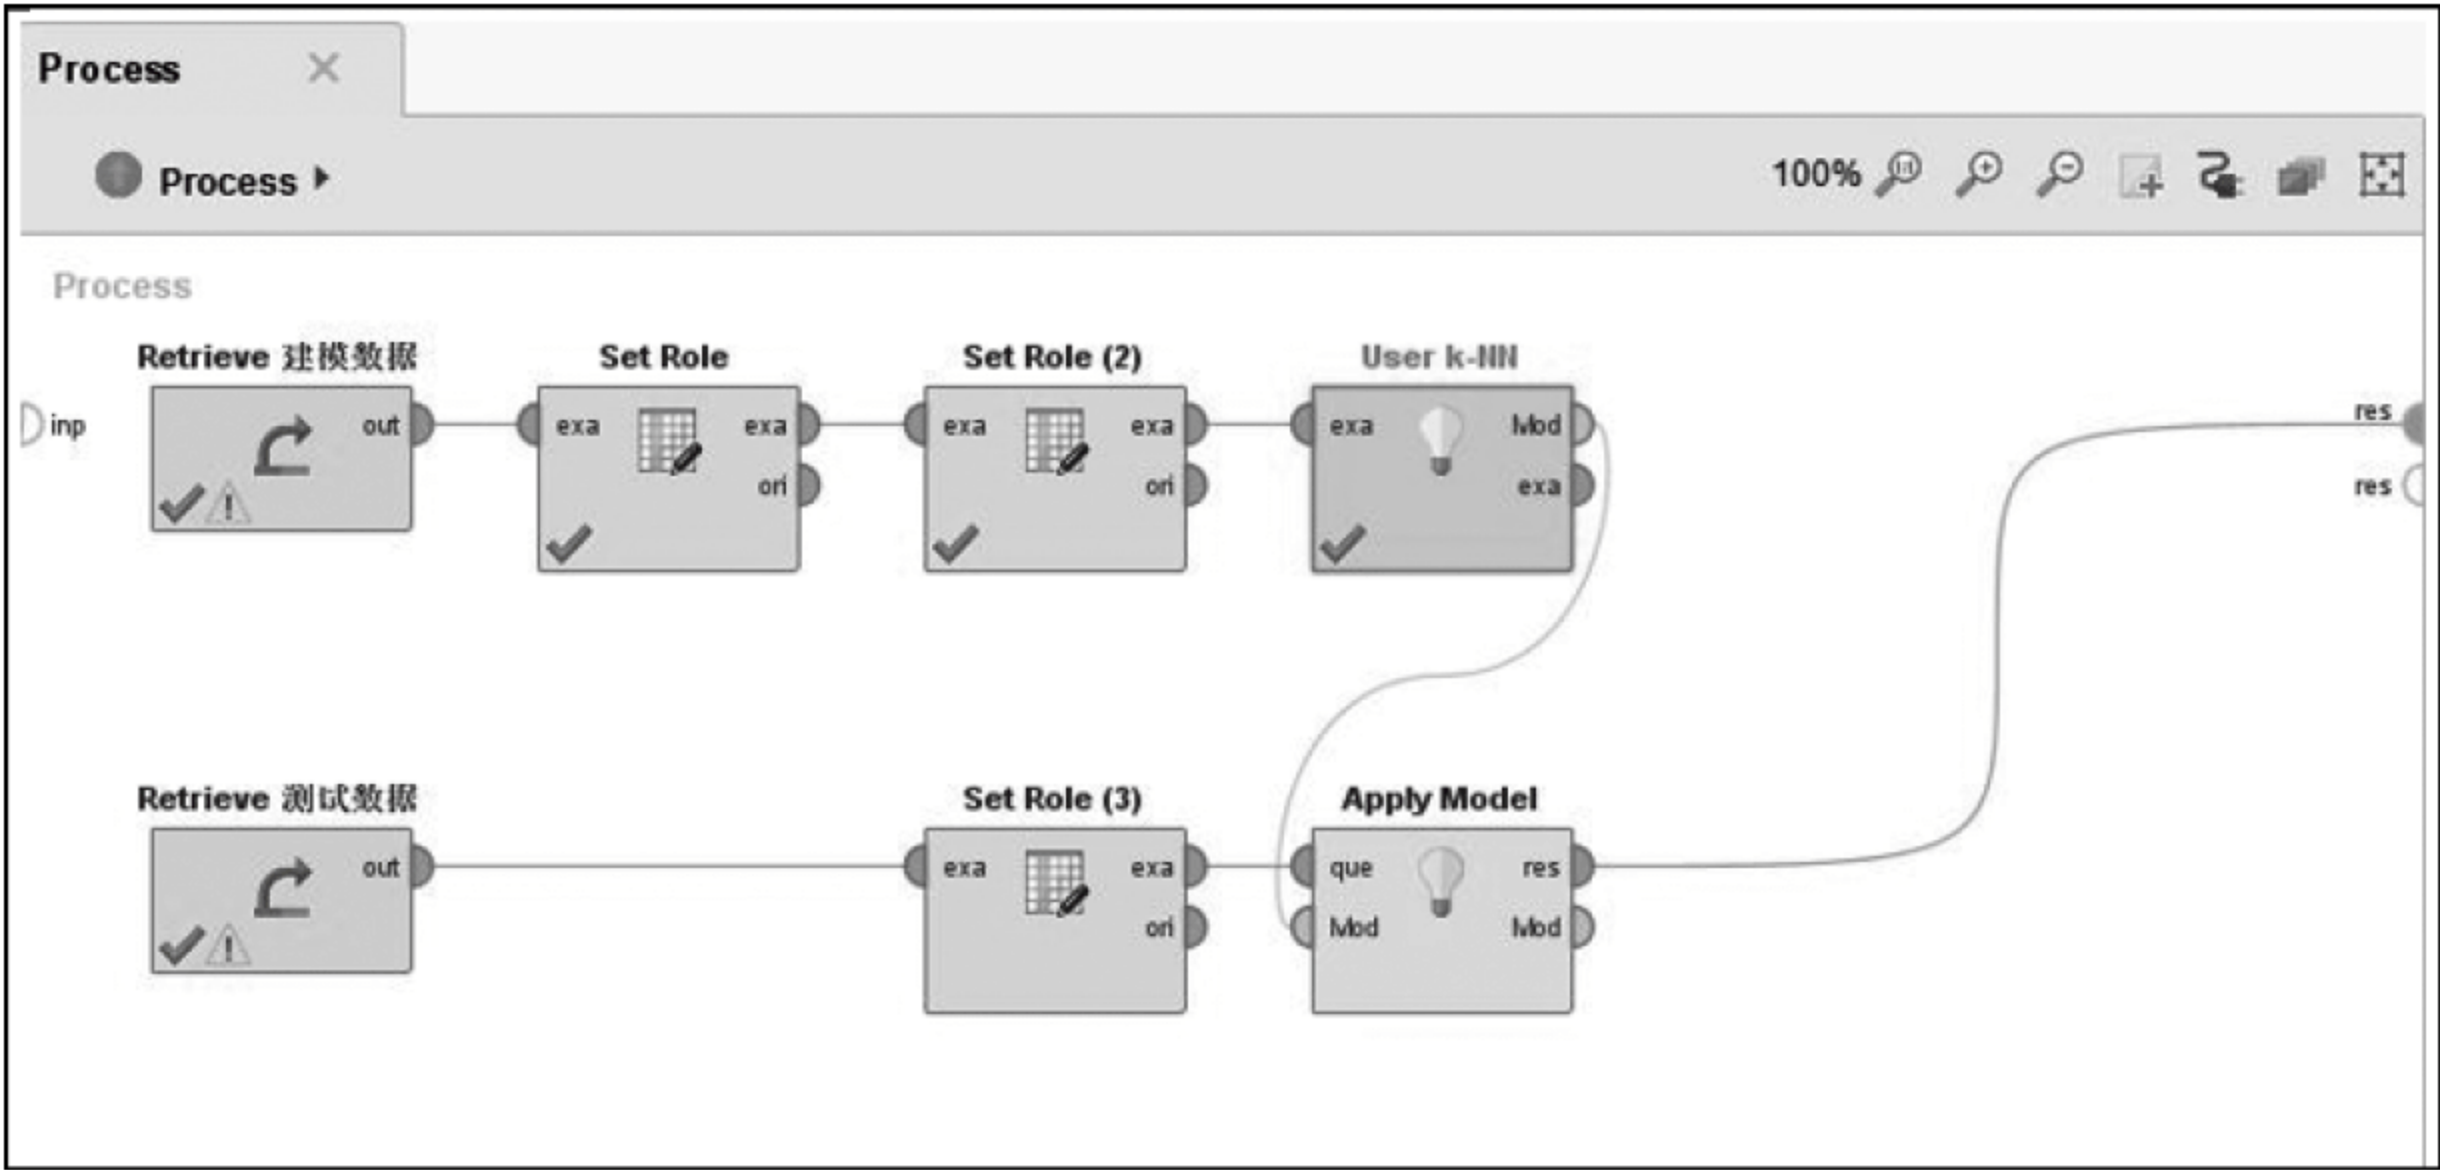 Process
Process
100%
Process
Retrieve 建模数据
Set Role
Set Role (2)
User k-NN
inp
out
exa
exa
ori
exa
exa
ori
exa
Mod
exa
res
res
Retrieve 测试数据
Set Role (3)
Apply Model
out
exa
exa
ori
que
Mod
res
Mod